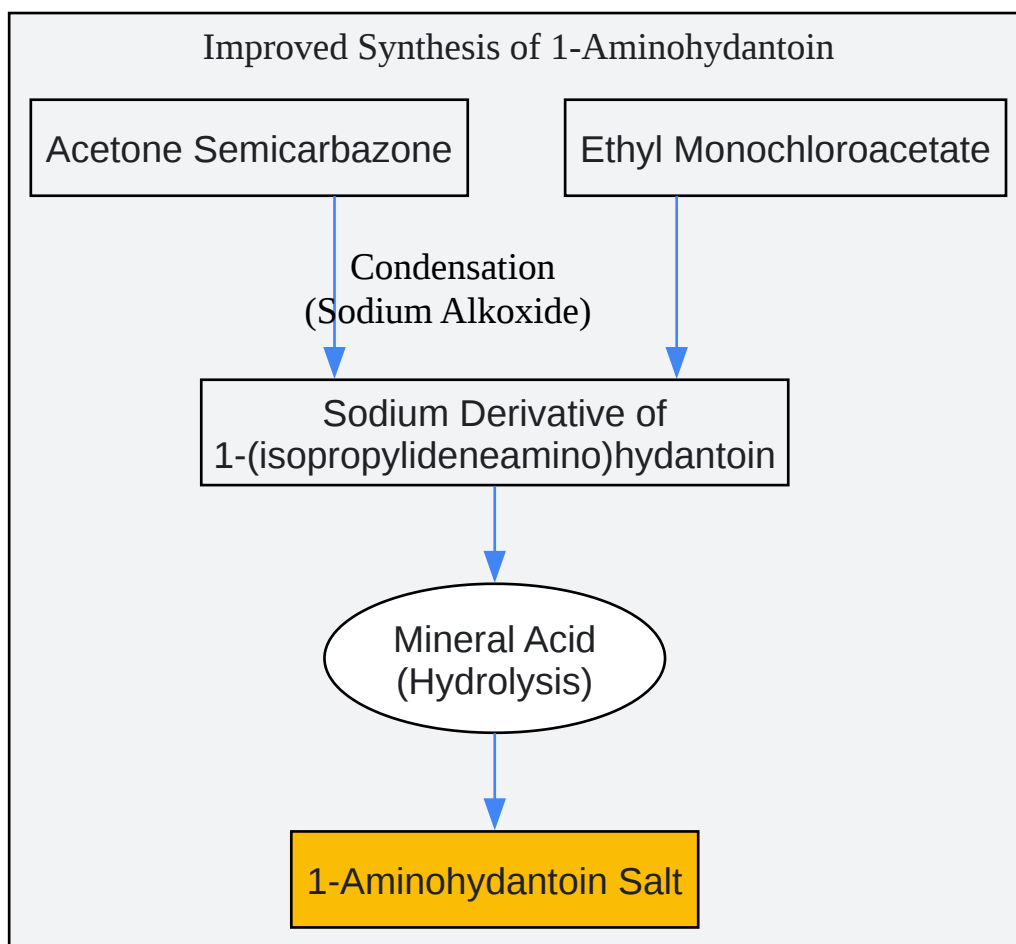 Improved Synthesis of 1-Aminohydantoin
Acetone Semicarbazone
Ethyl Monochloroacetate
Condensation
(Sodium Alkoxide)
Sodium Derivative of
1-(isopropylideneamino)hydantoin
Mineral Acid
(Hydrolysis)
1-Aminohydantoin Salt